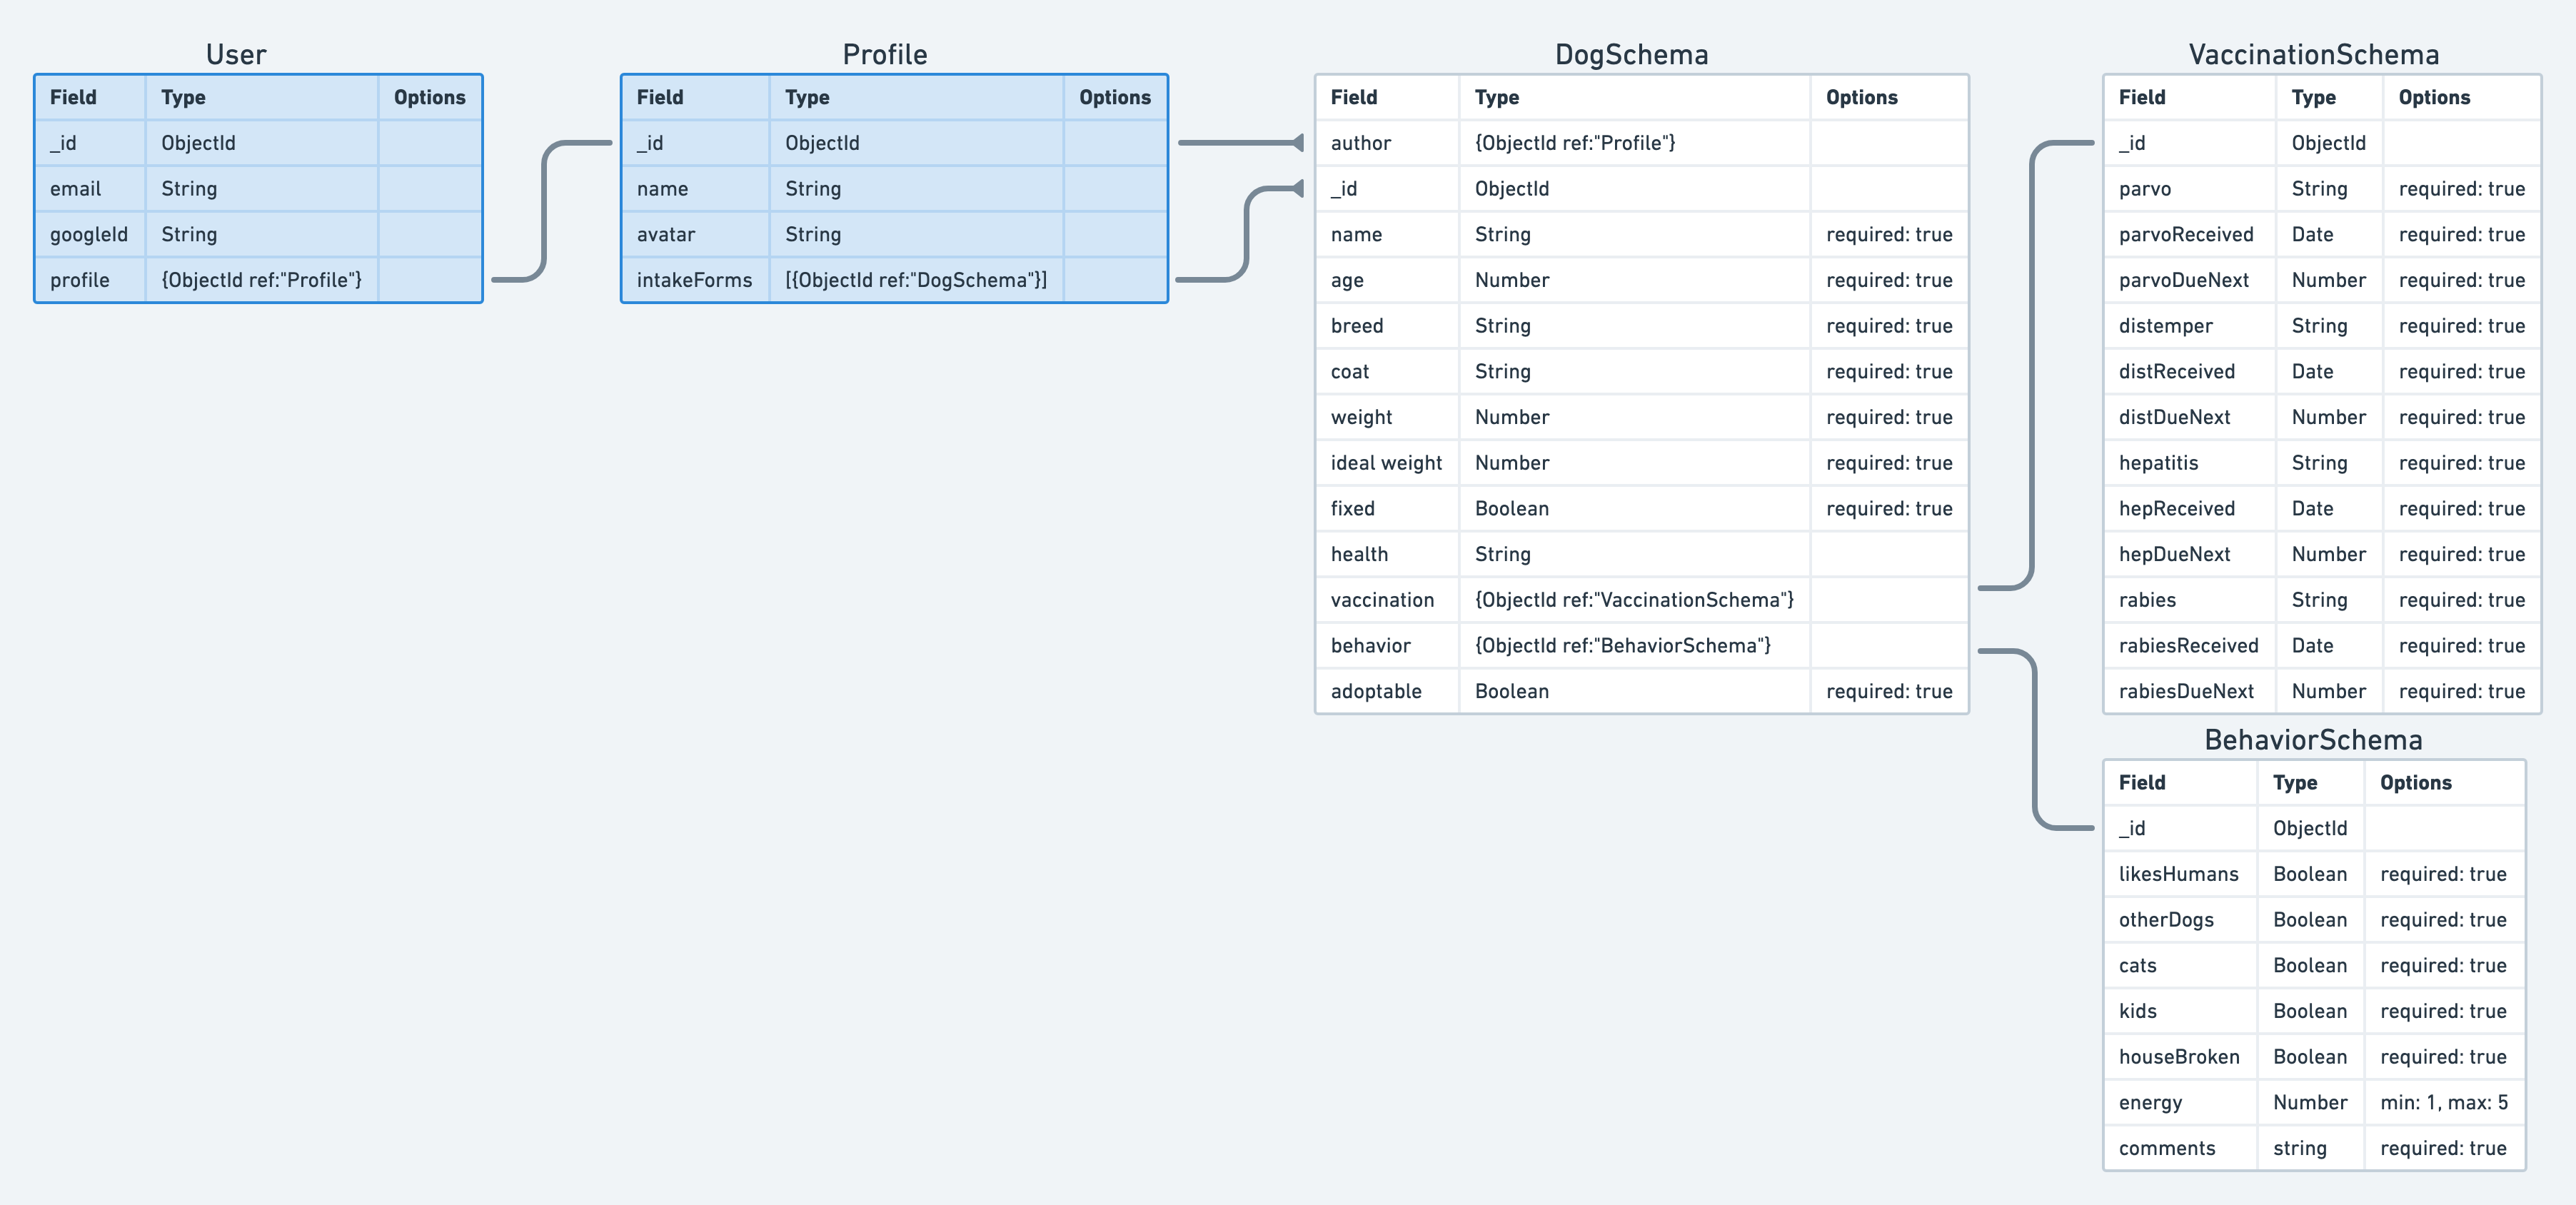 User
Field Type Options
_id ObjectId
email String
googleId String
profile {ObjectId ref:"Profile"}
Profile
Field Type Options
_id ObjectId
name String
avatar String
intakeForms [{ObjectId ref:"DogSchema"}]
DogSchema
Field Type Options
author {ObjectId ref:"Profile"}
_id ObjectId
name String required: true
age Number required: true
breed String required: true
coat String required: true
weight Number required: true
ideal weight Number required: true
fixed Boolean required: true
health String
vaccination {ObjectId ref:"VaccinationSchema"}
behavior {ObjectId ref:"BehaviorSchema"}
adoptable Boolean required: true
VaccinationSchema
Field Type Options
_id ObjectId
parvo String required: true
parvoReceived Date required: true
parvoDueNext Number required: true
distemper String required: true
distReceived Date required: true
distDueNext Number required: true
hepatitis String required: true
hepReceived Date required: true
hepDueNext Number required: true
rabies String required: true
rabiesReceived Date required: true
rabiesDueNext Number required: true
BehaviorSchema
Field Type Options
_id ObjectId
likesHumans Boolean required: true
otherDogs Boolean required: true
cats Boolean required: true
kids Boolean required: true
houseBroken Boolean required: true
energy Number min: 1, max: 5
comments string required: true